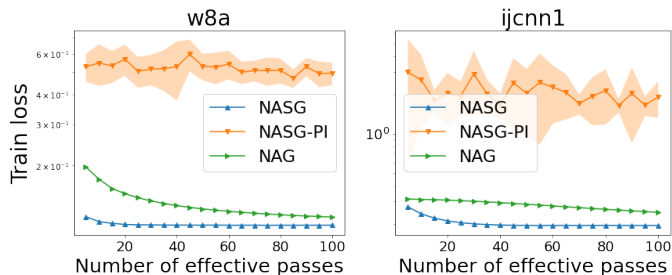 w8a
Train loss
6 × 10⁻¹
4 × 10⁻¹
3 × 10⁻¹
2 × 10⁻¹
NASG
NASG-PI
NAG
20 40 60 80 100
Number of effective passes
ijcnn1
10⁰
NASG
NASG-PI
NAG
20 40 60 80 100
Number of effective passes